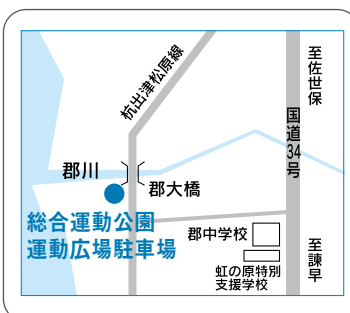 杭出津松原線
至佐世保
国道34号
郡川
郡大橋
総合運動公園
運動広場駐車場
郡中学校
虹の原特別
支援学校
至諫早